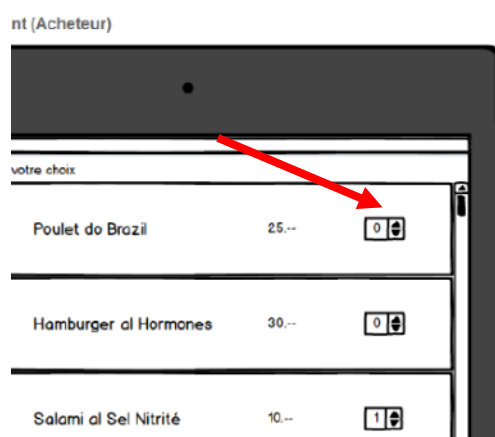 nt (Acheteur)
votre choix
Poulet do Brazil 25.-- 0
Hamburger al Hormones 30.-- 0
Salami al Sel Nitrité 10.-- 1